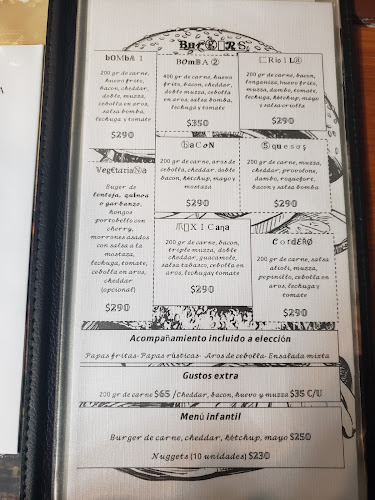 BURGERS
bOMbA 1
200 gr de carne,
huevo frito,
bacon, cheddar,
doble, muzza,
cebolla en
aros, salsa
bomba,
lechuga y tomate
$290
BOmBA 2
400 gr de carne, huevo
frito, bacon, cheddar,
doble muzza, cebolla
en aros, salsa bomba,
lechuga y tomate
$350
CRiolla
200 gr de carne, bacon,
longaniza, huevo frito,
muzza, dambo, tomate,
lechuga, kétchup, mayo
y salsa criolla
$290
baCoN
200 gr de carne, aros de
cebolla, cheddar, doble
bacon, kétchup, mayo y
mostaza
$290
5 quesos
200 gr de carne, muzza,
cheddar, provolone,
dambo, roquefort,
bacon y salsa bomba
$290
Vegetariana
Buger de
lenteja, quinoa
o garbanzo,
hongos
portobello con
cherry,
morrones asados
con salsa a la
mostaza,
lechuga, tomate,
cebolla en aros,
cheddar
(opcional)
$290
MEXICana
200 gr de carne, bacon,
triple muzza, doble
cheddar, guacamole,
salsa tabasco, cebolla
en aros, lechuga y tomate
$290
CordERo
200 gr de carne, salsa
alioli, muzza,
pepinillo, cebolla en
aros, lechuga y
tomate
$290
Acompañamiento incluido a elección
Papas fritas- Papas rústicas- Aros de cebolla- Ensalada mixta
Gustos extra
200 gr de carne $65 /Cheddar, bacon, huevo y muzza $35 C/U
Menú infantil
Burger de carne, cheddar, kétchup, mayo $250
Nuggets (10 unidades) $230